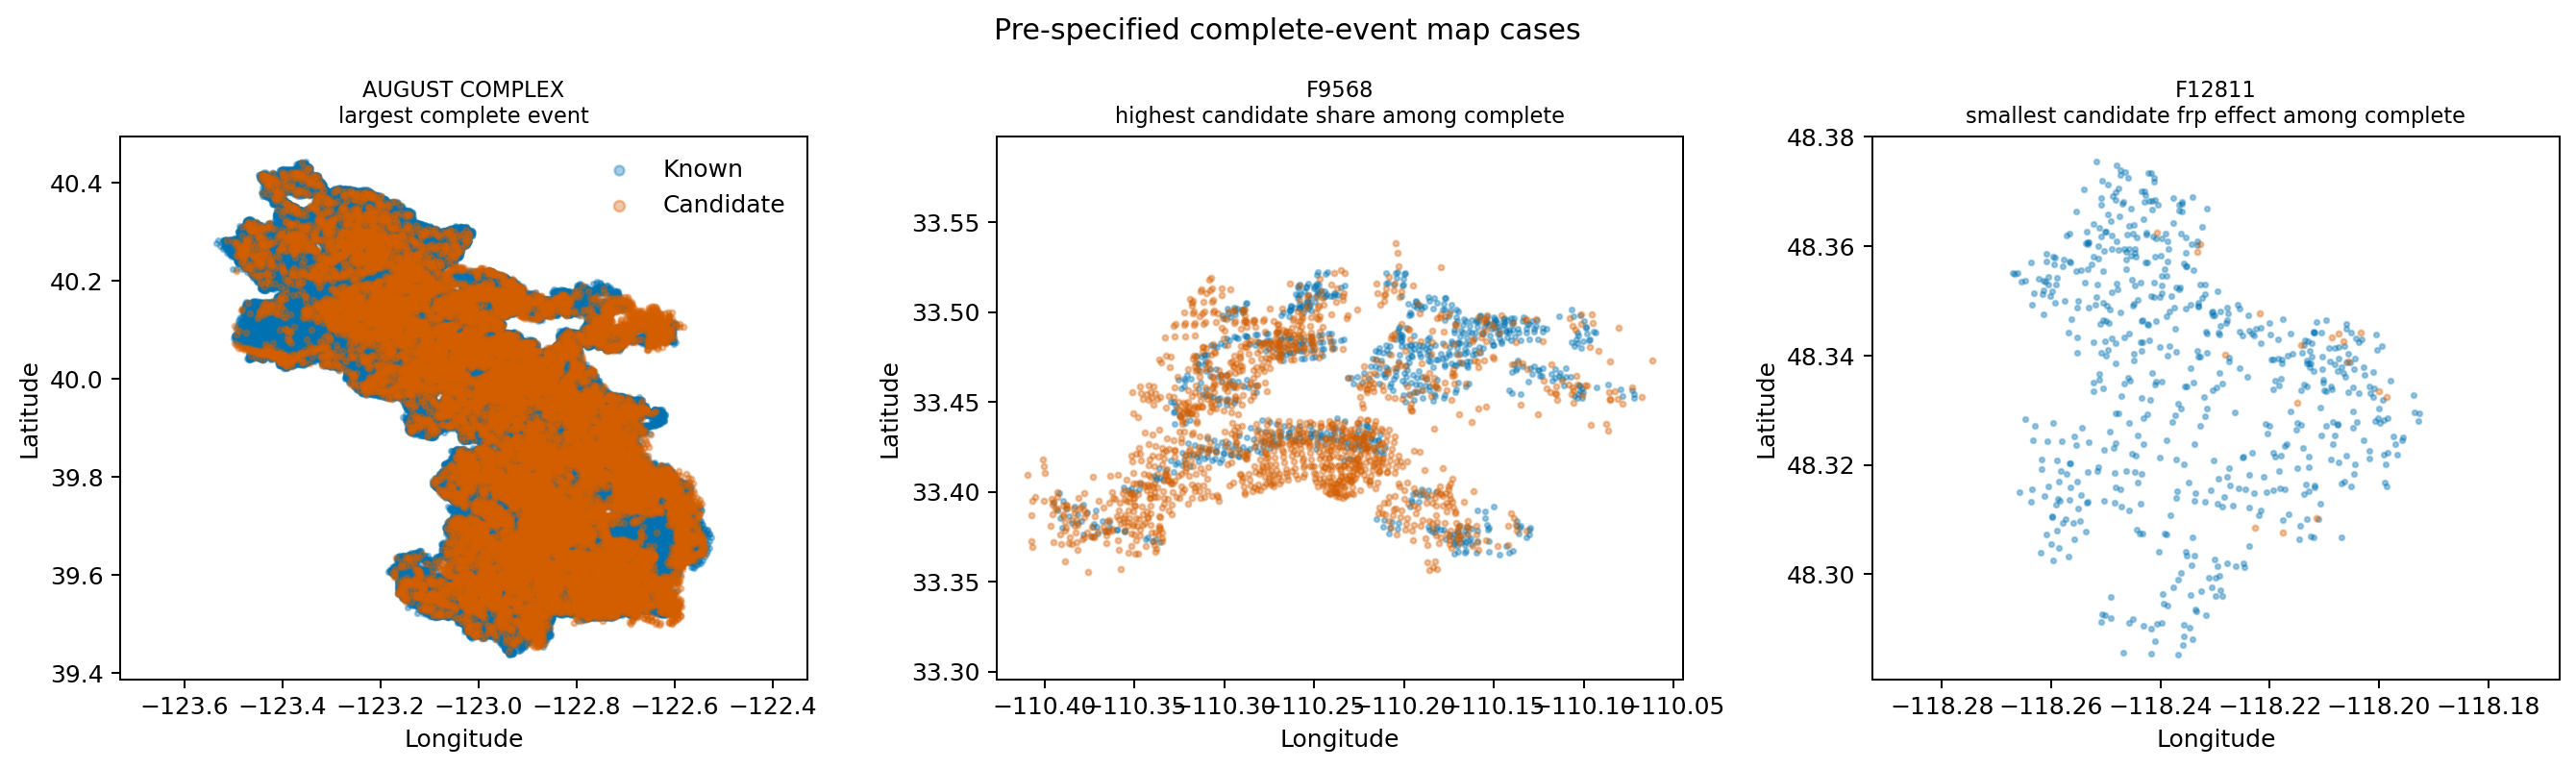 Pre-specified complete-event map cases
AUGUST COMPLEX
largest complete event
Known
Candidate
40.4
40.2
40.0
39.8
39.6
39.4
Latitude
−123.6 −123.4 −123.2 −123.0 −122.8 −122.6 −122.4
Longitude
F9568
highest candidate share among complete
33.55
33.50
33.45
33.40
33.35
33.30
Latitude
−110.40 −110.35 −110.30 −110.25 −110.20 −110.15 −110.10 −110.05
Longitude
F12811
smallest candidate frp effect among complete
48.38
48.36
48.34
48.32
48.30
Latitude
−118.28 −118.26 −118.24 −118.22 −118.20 −118.18
Longitude